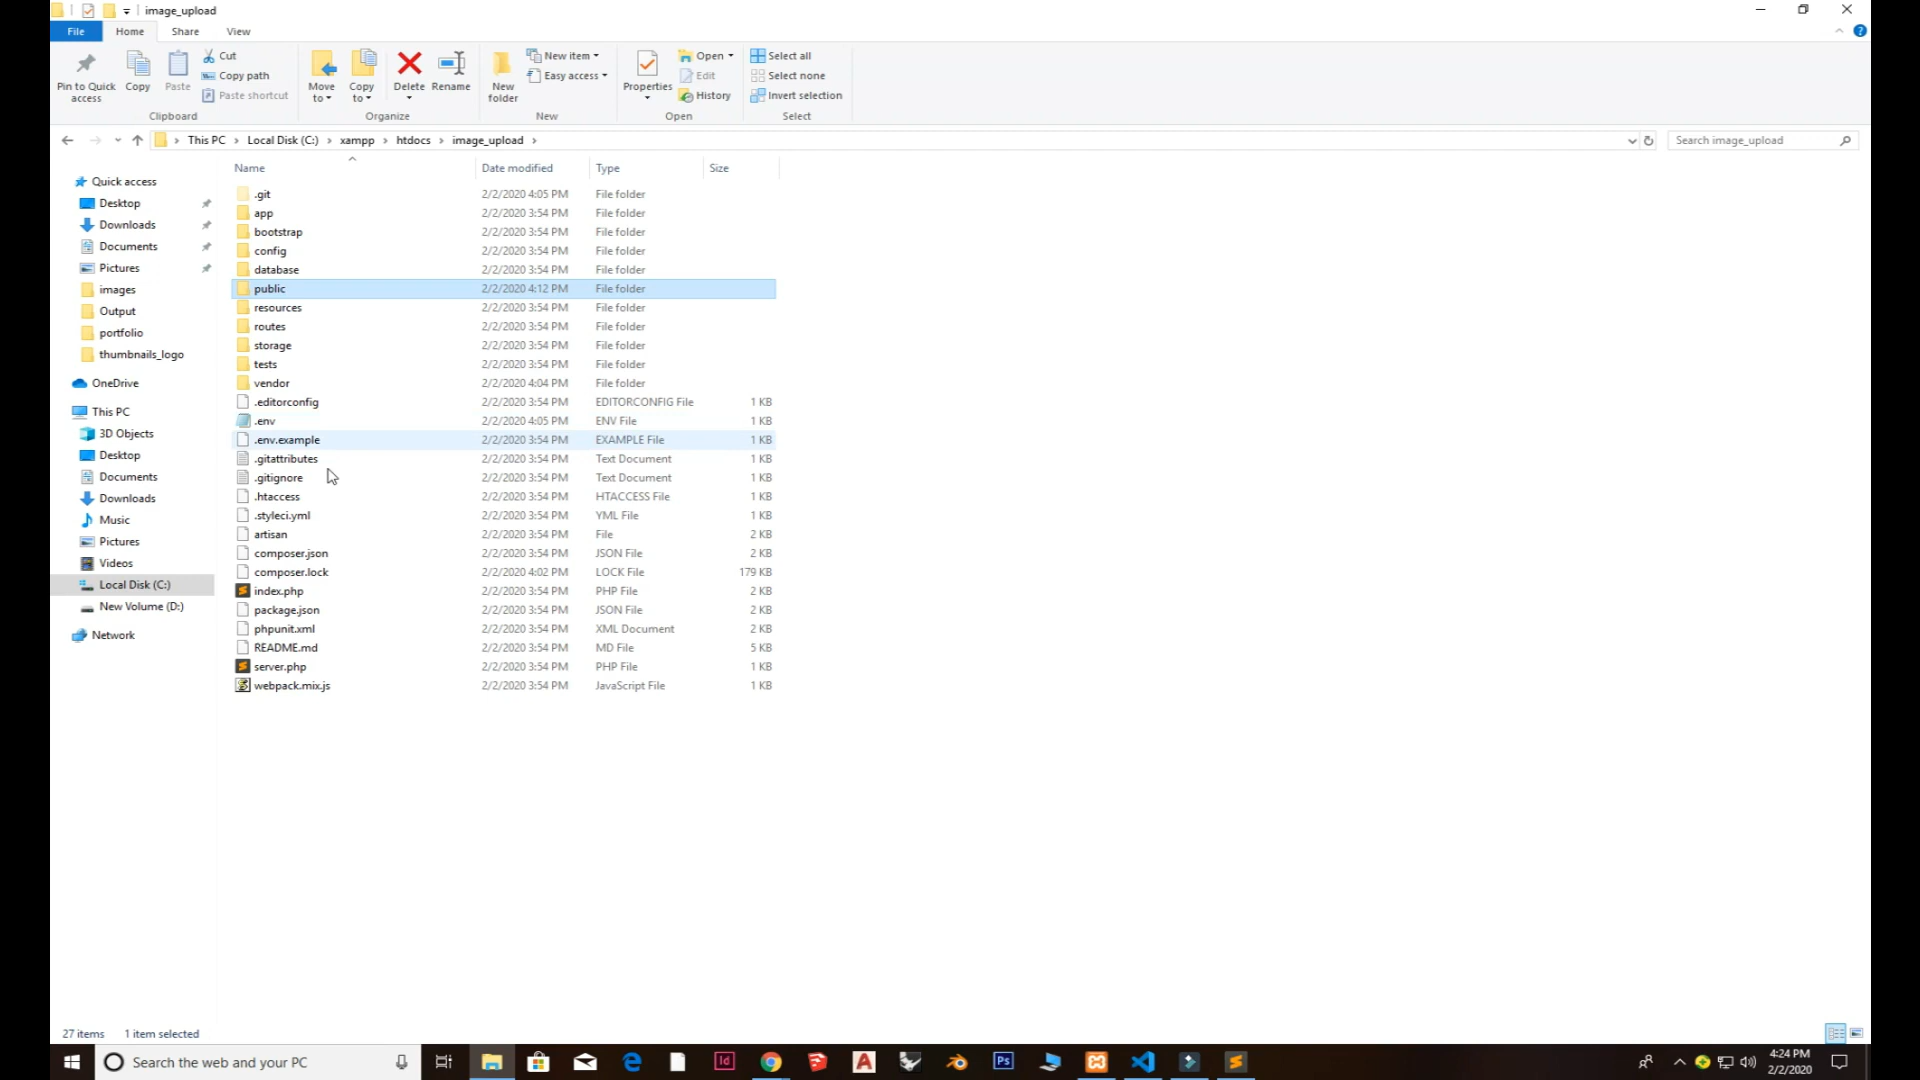 image_upload
File Home Share View
Pin to Quick access
Copy
Paste
Cut
Copy path
Paste shortcut
Clipboard
Move to
Copy to
Delete
Rename
Organize
New folder
New item
Easy access
New
Properties
Open
Edit
History
Open
Select all
Select none
Invert selection
Select
This PC > Local Disk (C:) > xampp > htdocs > image_upload >
Search image_upload
Quick access
Desktop
Downloads
Documents
Pictures
images
Output
portfolio
thumbnails_logo
OneDrive
This PC
3D Objects
Desktop
Documents
Downloads
Music
Pictures
Videos
Local Disk (C:)
New Volume (D:)
Network
Name Date modified Type Size
.git 2/2/2020 4:05 PM File folder
app 2/2/2020 3:54 PM File folder
bootstrap 2/2/2020 3:54 PM File folder
config 2/2/2020 3:54 PM File folder
database 2/2/2020 3:54 PM File folder
public 2/2/2020 4:12 PM File folder
resources 2/2/2020 3:54 PM File folder
routes 2/2/2020 3:54 PM File folder
storage 2/2/2020 3:54 PM File folder
tests 2/2/2020 3:54 PM File folder
vendor 2/2/2020 4:04 PM File folder
.editorconfig 2/2/2020 3:54 PM EDITORCONFIG File 1 KB
.env 2/2/2020 4:05 PM ENV File 1 KB
.env.example 2/2/2020 3:54 PM EXAMPLE File 1 KB
.gitattributes 2/2/2020 3:54 PM Text Document 1 KB
.gitignore 2/2/2020 3:54 PM Text Document 1 KB
.htaccess 2/2/2020 3:54 PM HTACCESS File 1 KB
.styleci.yml 2/2/2020 3:54 PM YML File 1 KB
artisan 2/2/2020 3:54 PM File 2 KB
composer.json 2/2/2020 3:54 PM JSON File 2 KB
composer.lock 2/2/2020 4:02 PM LOCK File 179 KB
index.php 2/2/2020 3:54 PM PHP File 2 KB
package.json 2/2/2020 3:54 PM JSON File 2 KB
phpunit.xml 2/2/2020 3:54 PM XML Document 2 KB
README.md 2/2/2020 3:54 PM MD File 5 KB
server.php 2/2/2020 3:54 PM PHP File 1 KB
webpack.mix.js 2/2/2020 3:54 PM JavaScript File 1 KB
27 items 1 item selected
Search the web and your PC
Id
Ps
4:24 PM
2/2/2020